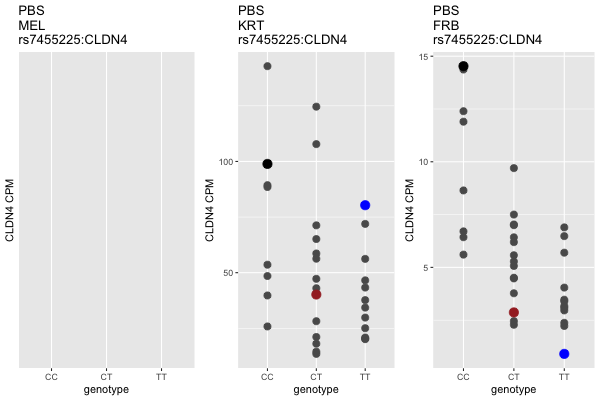 PBS
MEL
rs7455225:CLDN4
CLDN4 CPM
CC
CT
TT
genotype
PBS
KRT
rs7455225:CLDN4
CLDN4 CPM
100
50
CC
CT
TT
genotype
PBS
FRB
rs7455225:CLDN4
CLDN4 CPM
15
10
5
CC
CT
TT
genotype